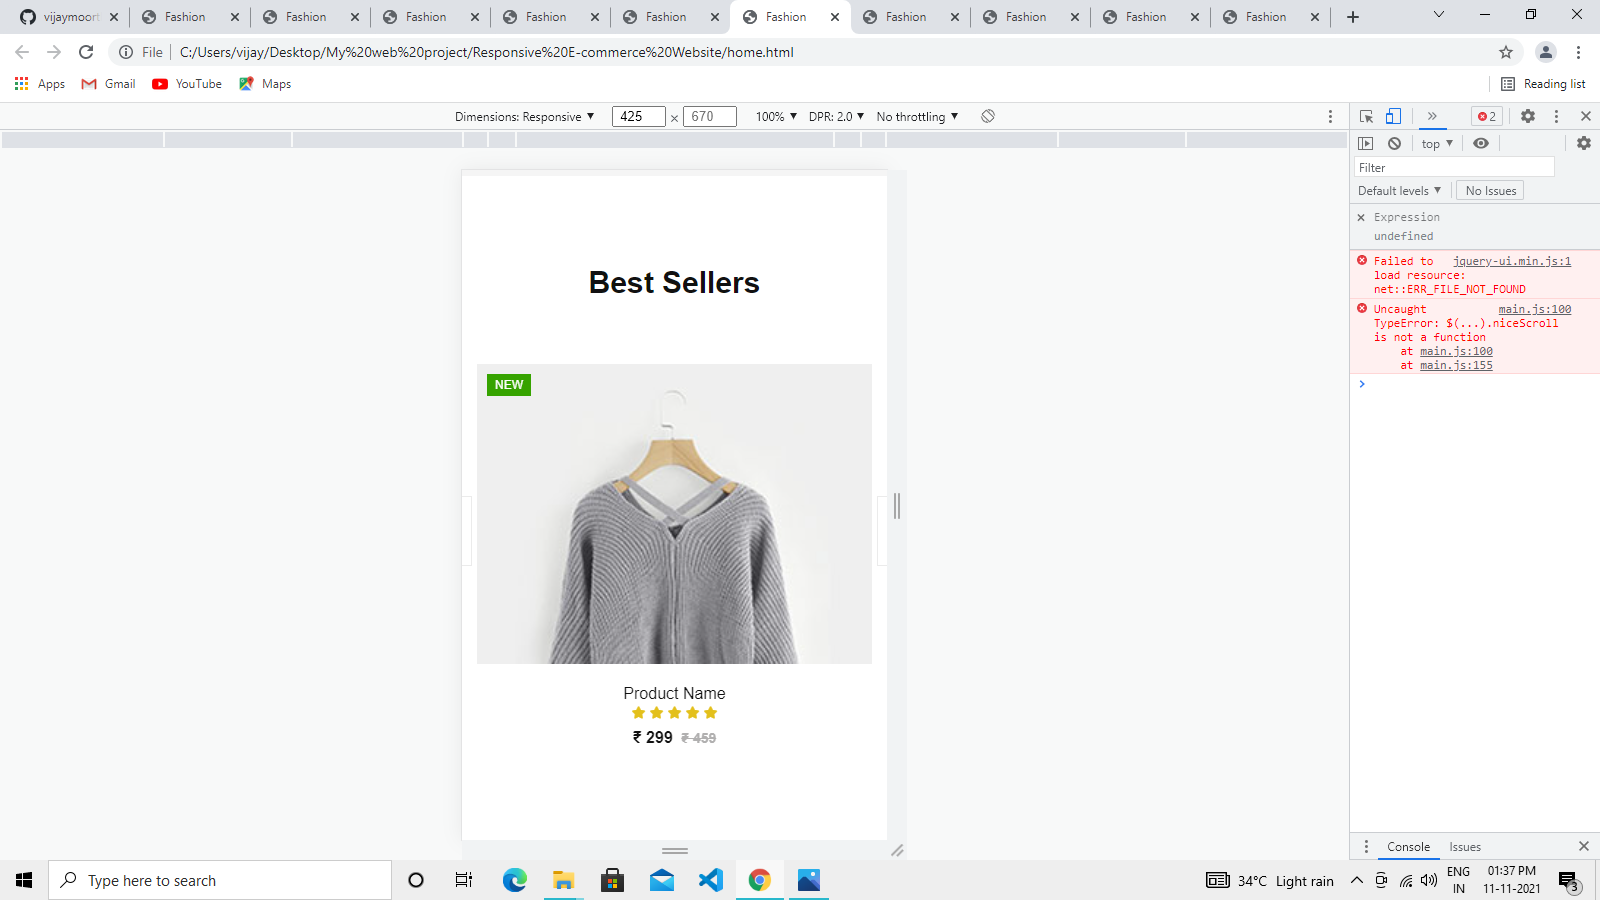 vijaymoort
Fashion
Fashion
Fashion
Fashion
Fashion
Fashion
Fashion
Fashion
Fashion
Fashion
File
C:/Users/vijay/Desktop/My%20web%20project/Responsive%20E-commerce%20Website/home.html
Apps Gmail YouTube Maps Reading list
Dimensions: Responsive ▼ 425 × 670 100% ▼ DPR: 2.0 ▼ No throttling ▼
2
top ▼
Filter
Default levels ▼ No Issues
Expression
undefined
Failed to jquery-ui.min.js:1
load resource:
net::ERR_FILE_NOT_FOUND
Uncaught main.js:100
TypeError: $(...).niceScroll
is not a function
at main.js:100
at main.js:155
Best Sellers
NEW
Product Name
₹ 299 ₹ 459
Console Issues
Type here to search
34°C Light rain
ENG
IN
01:37 PM
11-11-2021
3